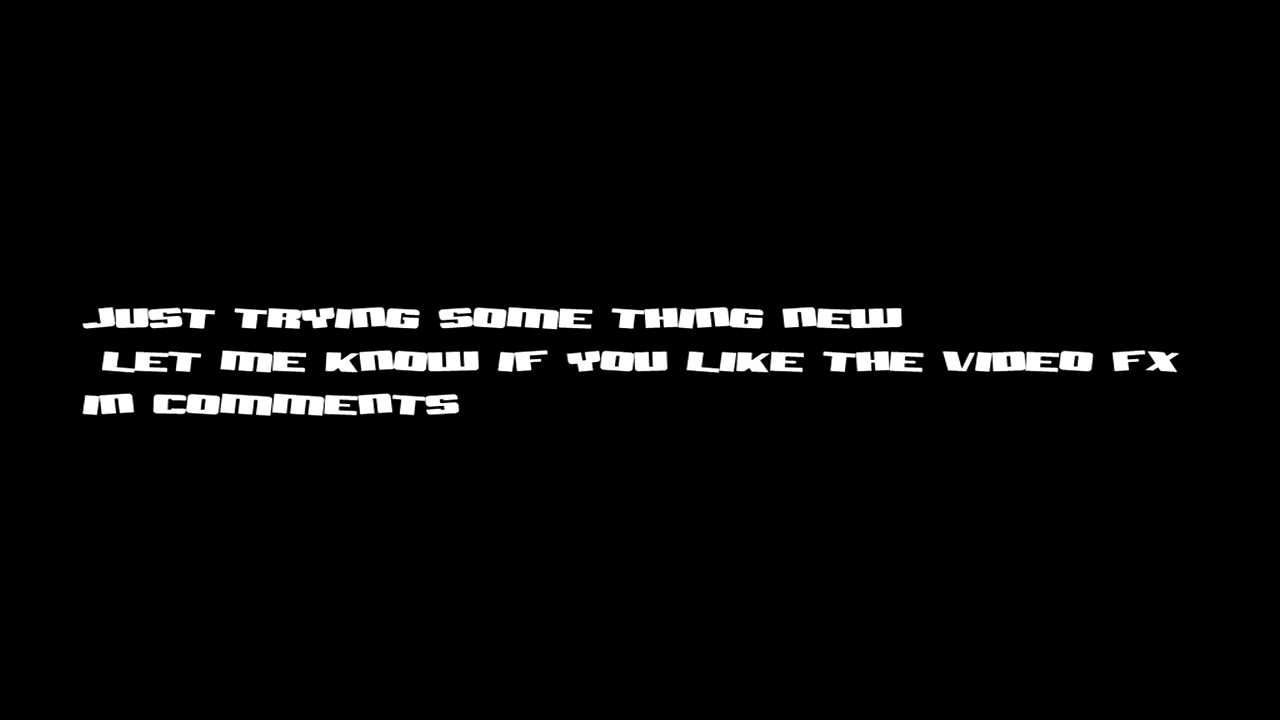 JUST TRYING SOME THING NEW
LET ME KNOW IF YOU LIKE THE VIDEO FX
IN COMMENTS